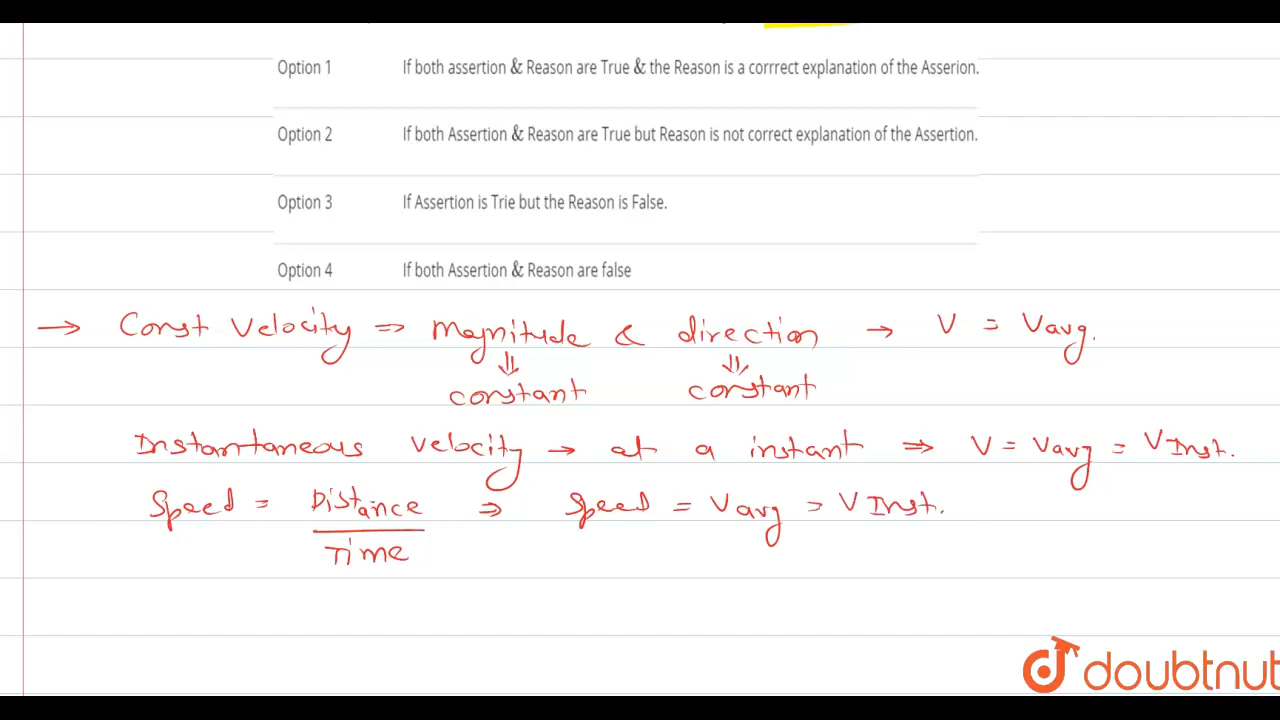 Option 1 If both assertion & Reason are True & the Reason is a corrrect explanation of the Asserion.
Option 2 If both Assertion & Reason are True but Reason is not correct explanation of the Assertion.
Option 3 If Assertion is Trie but the Reason is False.
Option 4 If both Assertion & Reason are false
→ Const Velocity => Magnitude & direction → V = Vavg.
⇓ ⇓
constant constant
Instantaneous velocity → at a instant ⇒ V = Vavg = VInst.
Speed = Distance ⇒ Speed = Vavg = VInst.
Time
doubtnut